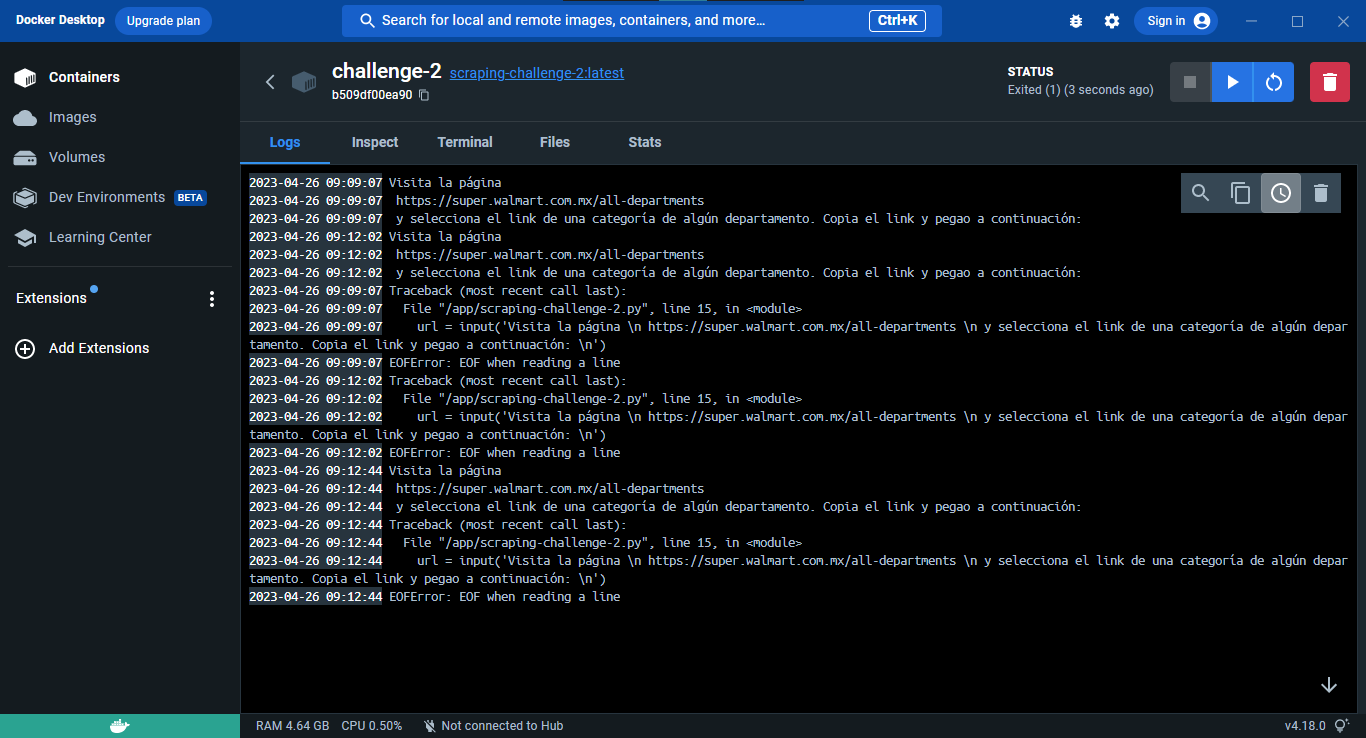 Docker Desktop
Upgrade plan
Search for local and remote images, containers, and more...
Ctrl+K
Sign in
Containers
Images
Volumes
Dev Environments BETA
Learning Center
Extensions
Add Extensions
challenge-2 scraping-challenge-2:latest
b509df00ea90
STATUS
Exited (1) (3 seconds ago)
Logs Inspect Terminal Files Stats
2023-04-26 09:09:07 Visita la página
2023-04-26 09:09:07  https://super.walmart.com.mx/all-departments
2023-04-26 09:09:07  y selecciona el link de una categoría de algún departamento. Copia el link y pegao a continuación:
2023-04-26 09:12:02 Visita la página
2023-04-26 09:12:02  https://super.walmart.com.mx/all-departments
2023-04-26 09:12:02  y selecciona el link de una categoría de algún departamento. Copia el link y pegao a continuación:
2023-04-26 09:09:07 Traceback (most recent call last):
2023-04-26 09:09:07   File "/app/scraping-challenge-2.py", line 15, in <module>
2023-04-26 09:09:07     url = input('Visita la página \n https://super.walmart.com.mx/all-departments \n y selecciona el link de una categoría de algún depar
tamento. Copia el link y pegao a continuación: \n')
2023-04-26 09:09:07 EOFError: EOF when reading a line
2023-04-26 09:12:02 Traceback (most recent call last):
2023-04-26 09:12:02   File "/app/scraping-challenge-2.py", line 15, in <module>
2023-04-26 09:12:02     url = input('Visita la página \n https://super.walmart.com.mx/all-departments \n y selecciona el link de una categoría de algún depar
tamento. Copia el link y pegao a continuación: \n')
2023-04-26 09:12:02 EOFError: EOF when reading a line
2023-04-26 09:12:44 Visita la página
2023-04-26 09:12:44  https://super.walmart.com.mx/all-departments
2023-04-26 09:12:44  y selecciona el link de una categoría de algún departamento. Copia el link y pegao a continuación:
2023-04-26 09:12:44 Traceback (most recent call last):
2023-04-26 09:12:44   File "/app/scraping-challenge-2.py", line 15, in <module>
2023-04-26 09:12:44     url = input('Visita la página \n https://super.walmart.com.mx/all-departments \n y selecciona el link de una categoría de algún depar
tamento. Copia el link y pegao a continuación: \n')
2023-04-26 09:12:44 EOFError: EOF when reading a line
RAM 4.64 GB CPU 0.50% Not connected to Hub
v4.18.0